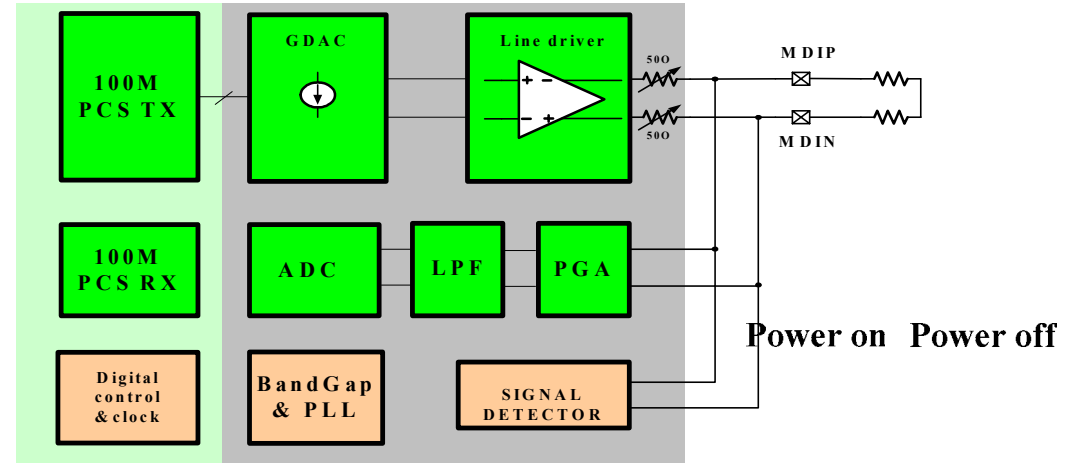 100M
PCS TX
GDAC
Line driver
+ -
- +
50O
50O
MDIP
MDIN
100M
PCS RX
ADC
LPF
PGA
Power on Power off
Digital
control
& clock
BandGap
& PLL
SIGNAL
DETECTOR